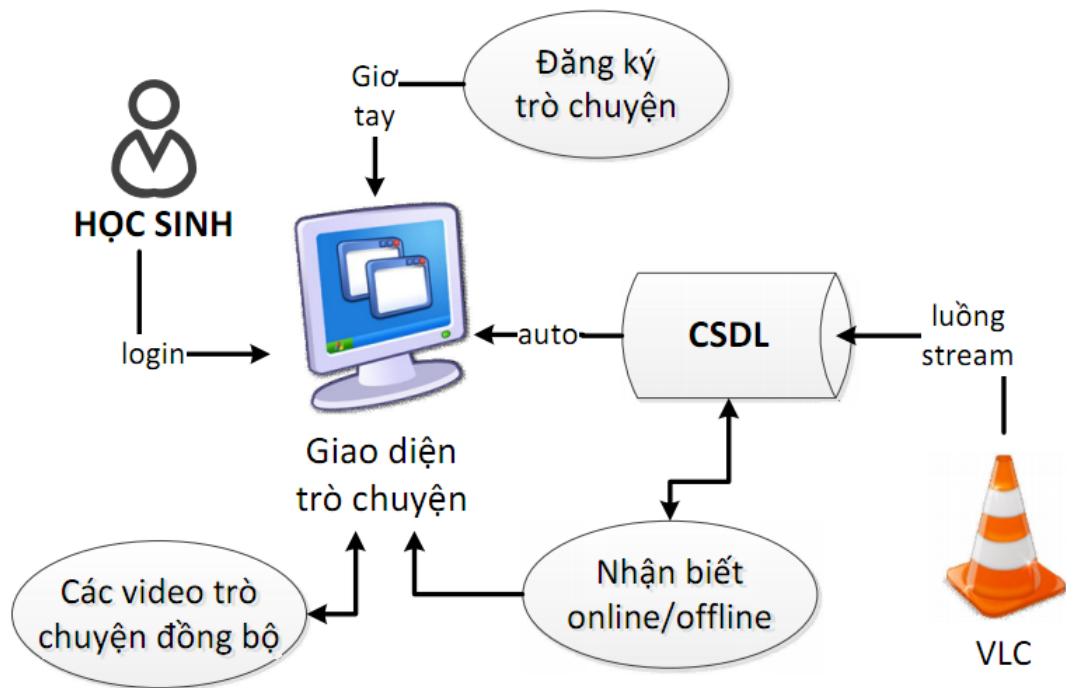 Đăng ký
trò chuyện
Giơ
tay
HỌC SINH
login
auto
CSDL
luồng
stream
Giao diện
trò chuyện
Các video trò
chuyện đồng bộ
Nhận biết
online/offline
VLC